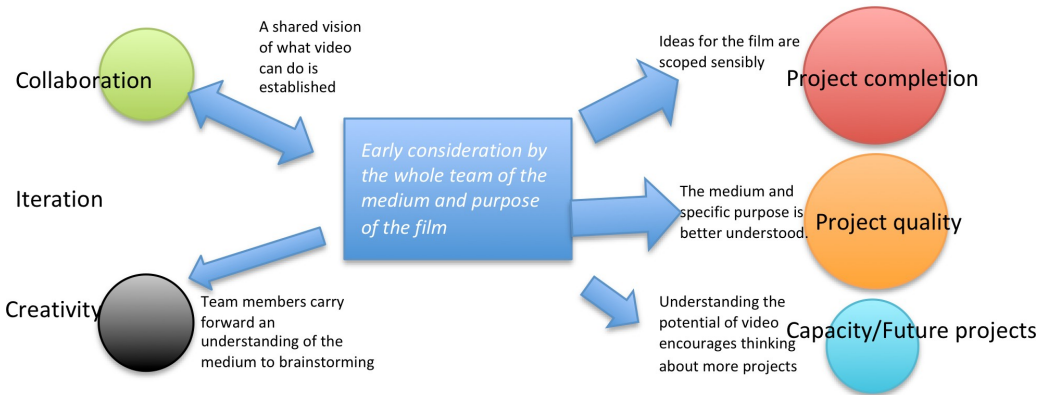 Collaboration
A shared vision
of what video
can do is
established
Iteration
Creativity
Team members carry
forward an
understanding of the
medium to brainstorming
Early consideration by
the whole team of the
medium and purpose
of the film
Ideas for the film are
scoped sensibly
Project completion
The medium and
specific purpose is
better understood.
Project quality
Understanding the
potential of video
encourages thinking
about more projects
Capacity/Future projects